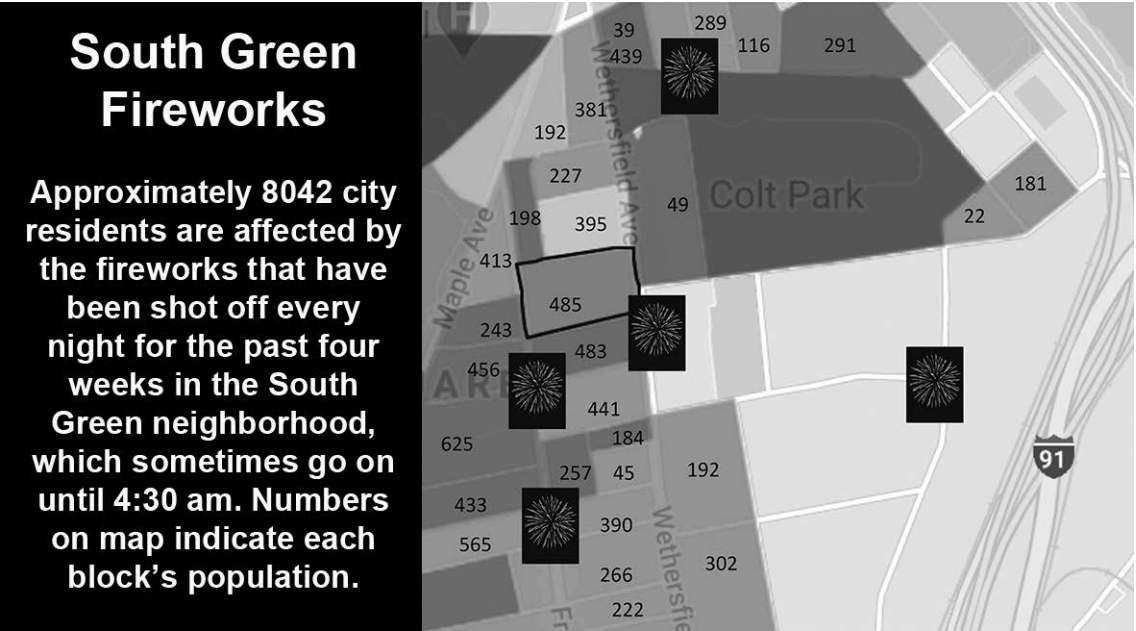 South Green
Fireworks
Approximately 8042 city
residents are affected by
the fireworks that have
been shot off every
night for the past four
weeks in the South
Green neighborhood,
which sometimes go on
until 4:30 am. Numbers
on map indicate each
block's population.
H
39
289
439
116
291
381
192
Wethersfield Ave
227
181
49
Colt Park
198
395
22
Maple Ave
413
485
243
483
456
441
184
625
257
45
192
91
433
390
565
302
266
222